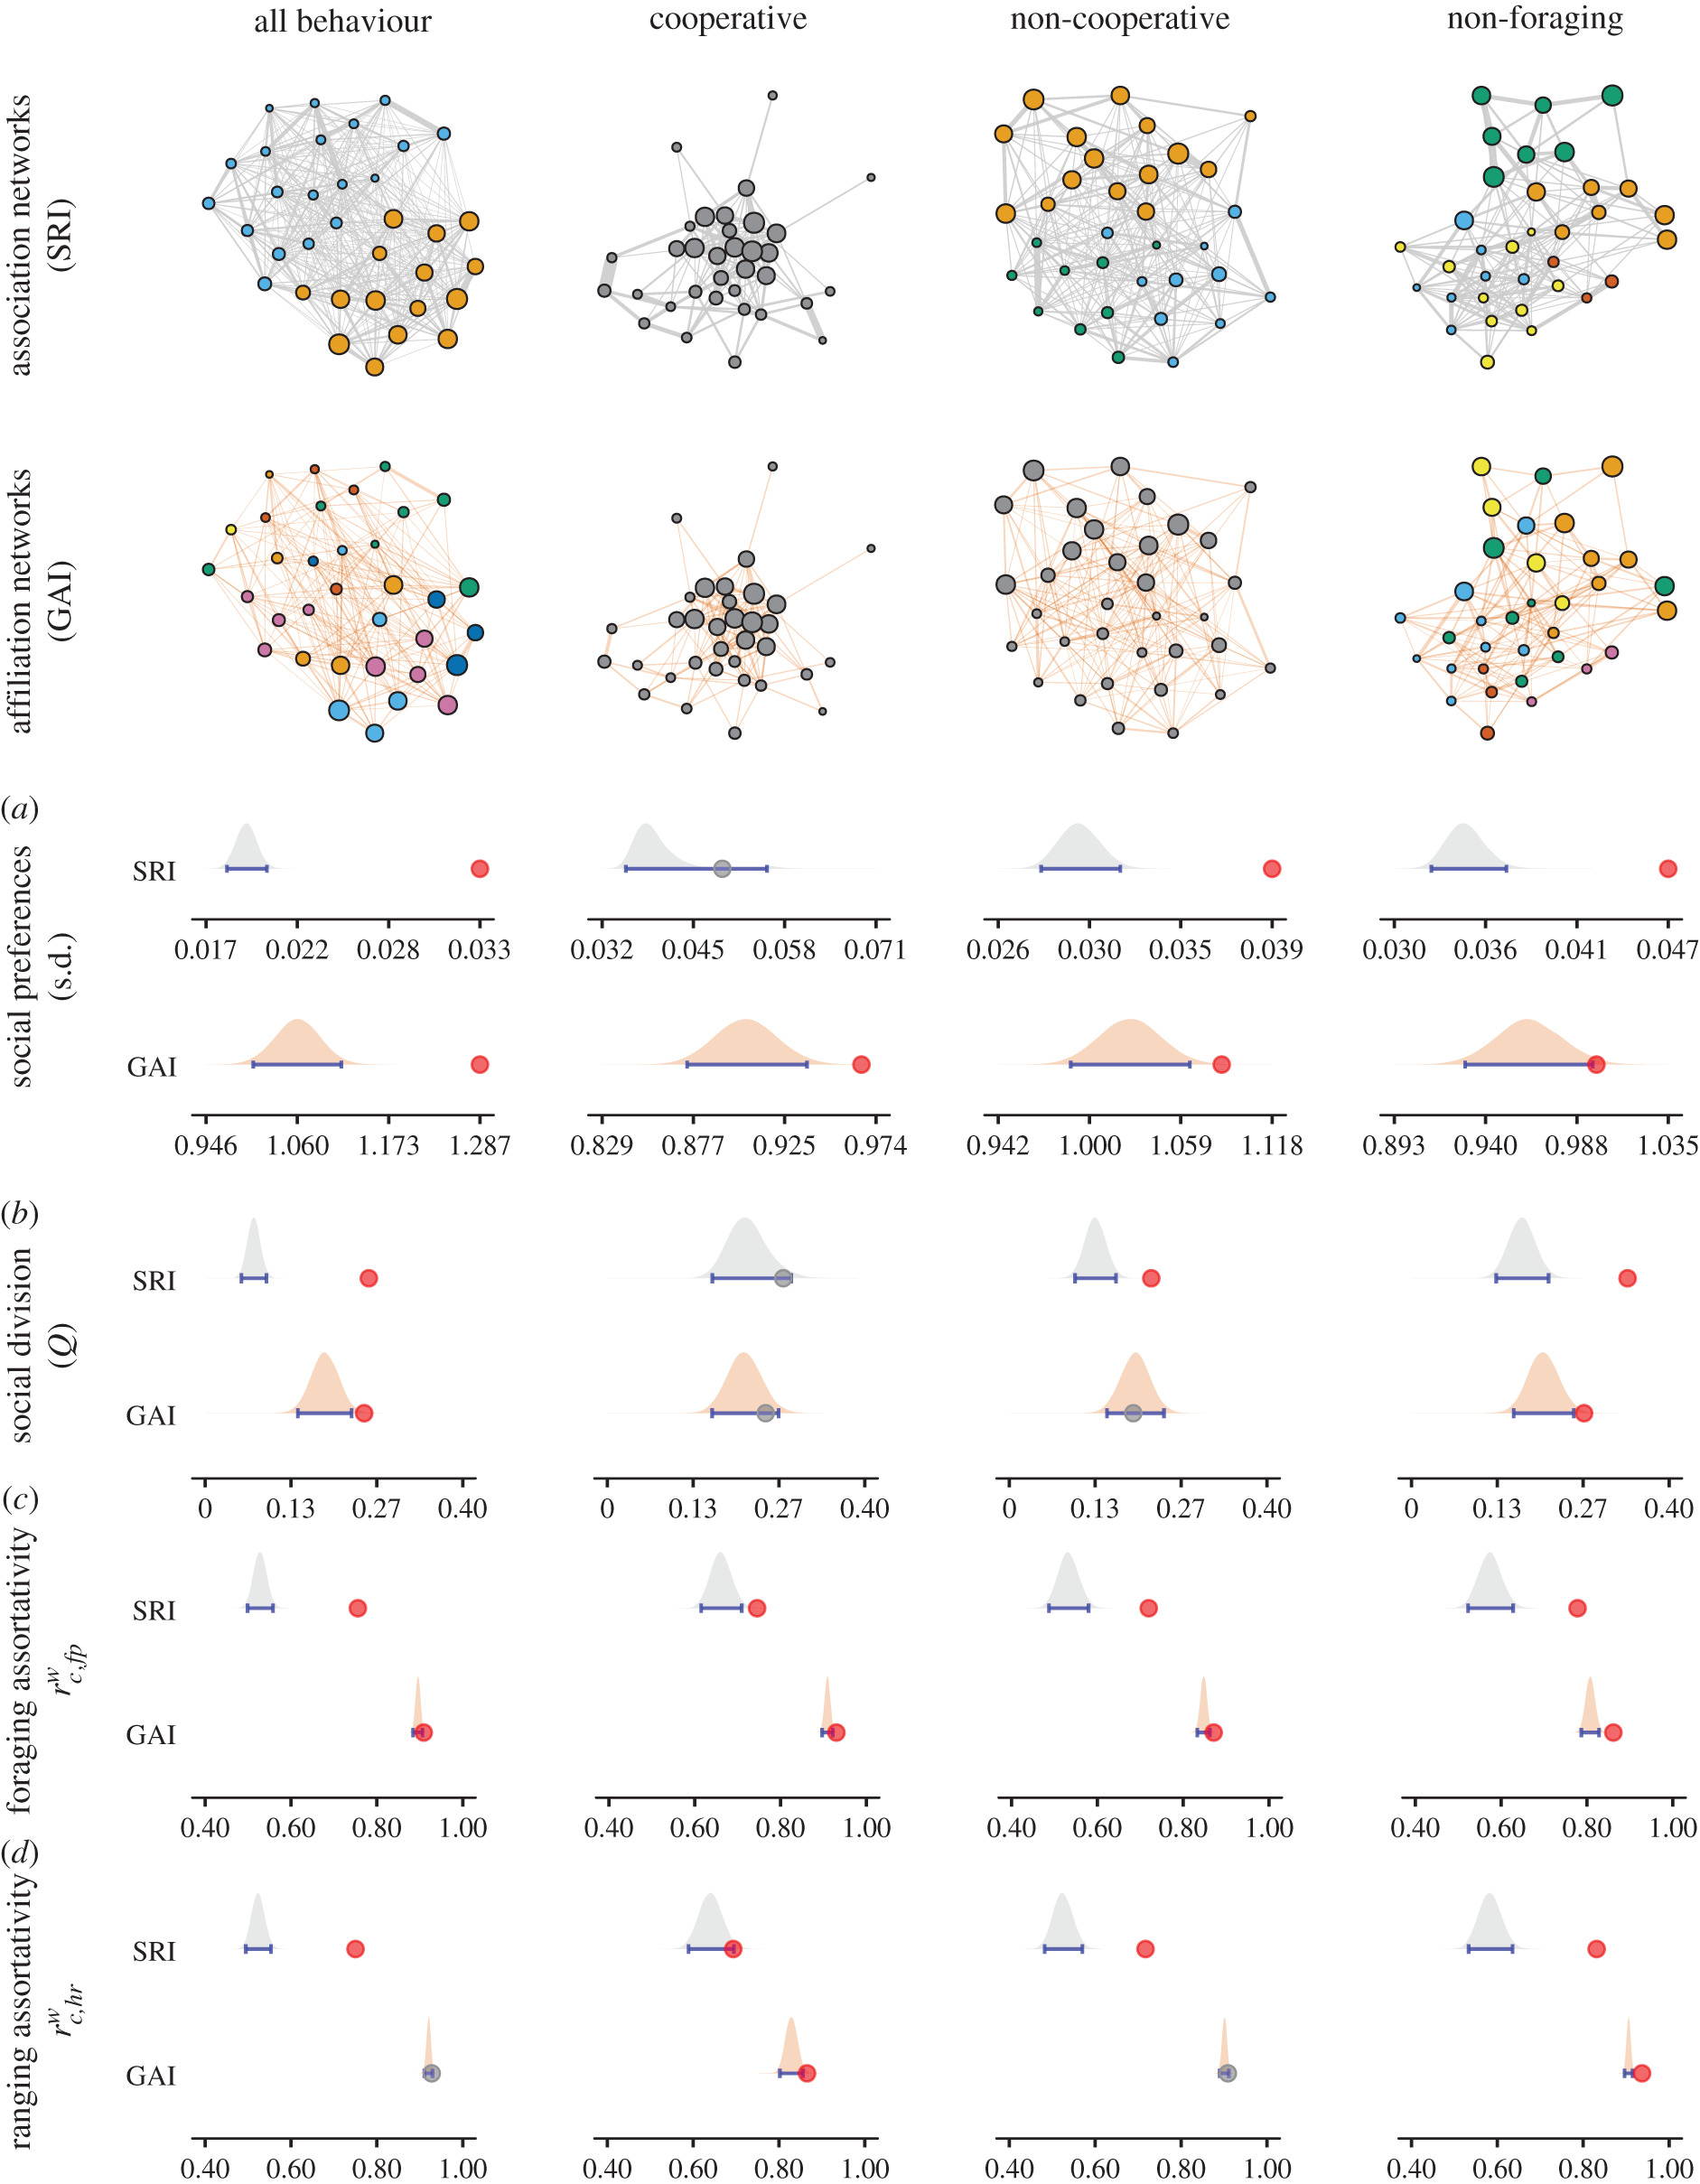 all behaviour cooperative non-cooperative non-foraging
association networks
(SRI)
affiliation networks
(GAI)
(a)
social preferences
(s.d.)
SRI
0.017 0.022 0.028 0.033 0.032 0.045 0.058 0.071 0.026 0.030 0.035 0.039 0.030 0.036 0.041 0.047
GAI
0.946 1.060 1.173 1.287 0.829 0.877 0.925 0.974 0.942 1.000 1.059 1.118 0.893 0.940 0.988 1.035
(b)
social division
(Q)
SRI
GAI
0 0.13 0.27 0.40 0 0.13 0.27 0.40 0 0.13 0.27 0.40 0 0.13 0.27 0.40
(c)
foraging assortativity
r^w_c,fp
SRI
GAI
0.40 0.60 0.80 1.00 0.40 0.60 0.80 1.00 0.40 0.60 0.80 1.00 0.40 0.60 0.80 1.00
(d)
ranging assortativity
r^w_c,hr
SRI
GAI
0.40 0.60 0.80 1.00 0.40 0.60 0.80 1.00 0.40 0.60 0.80 1.00 0.40 0.60 0.80 1.00